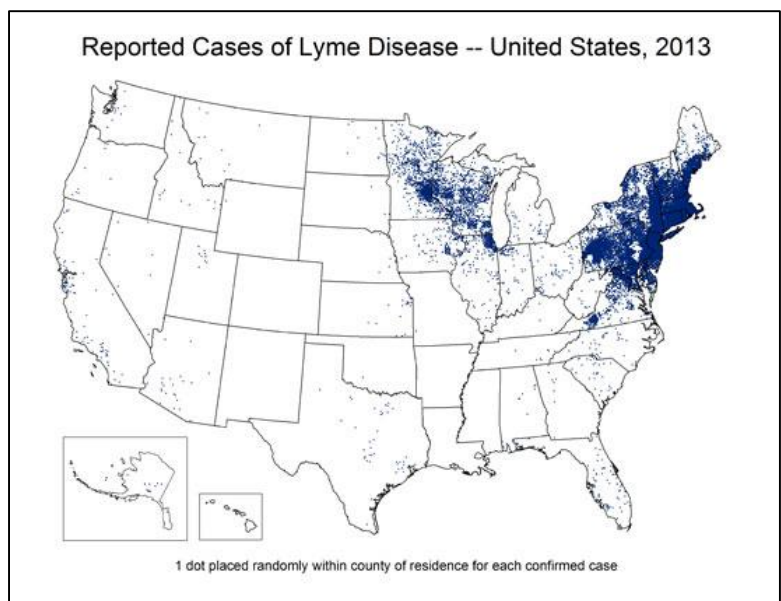 Reported Cases of Lyme Disease -- United States, 2013
1 dot placed randomly within county of residence for each confirmed case